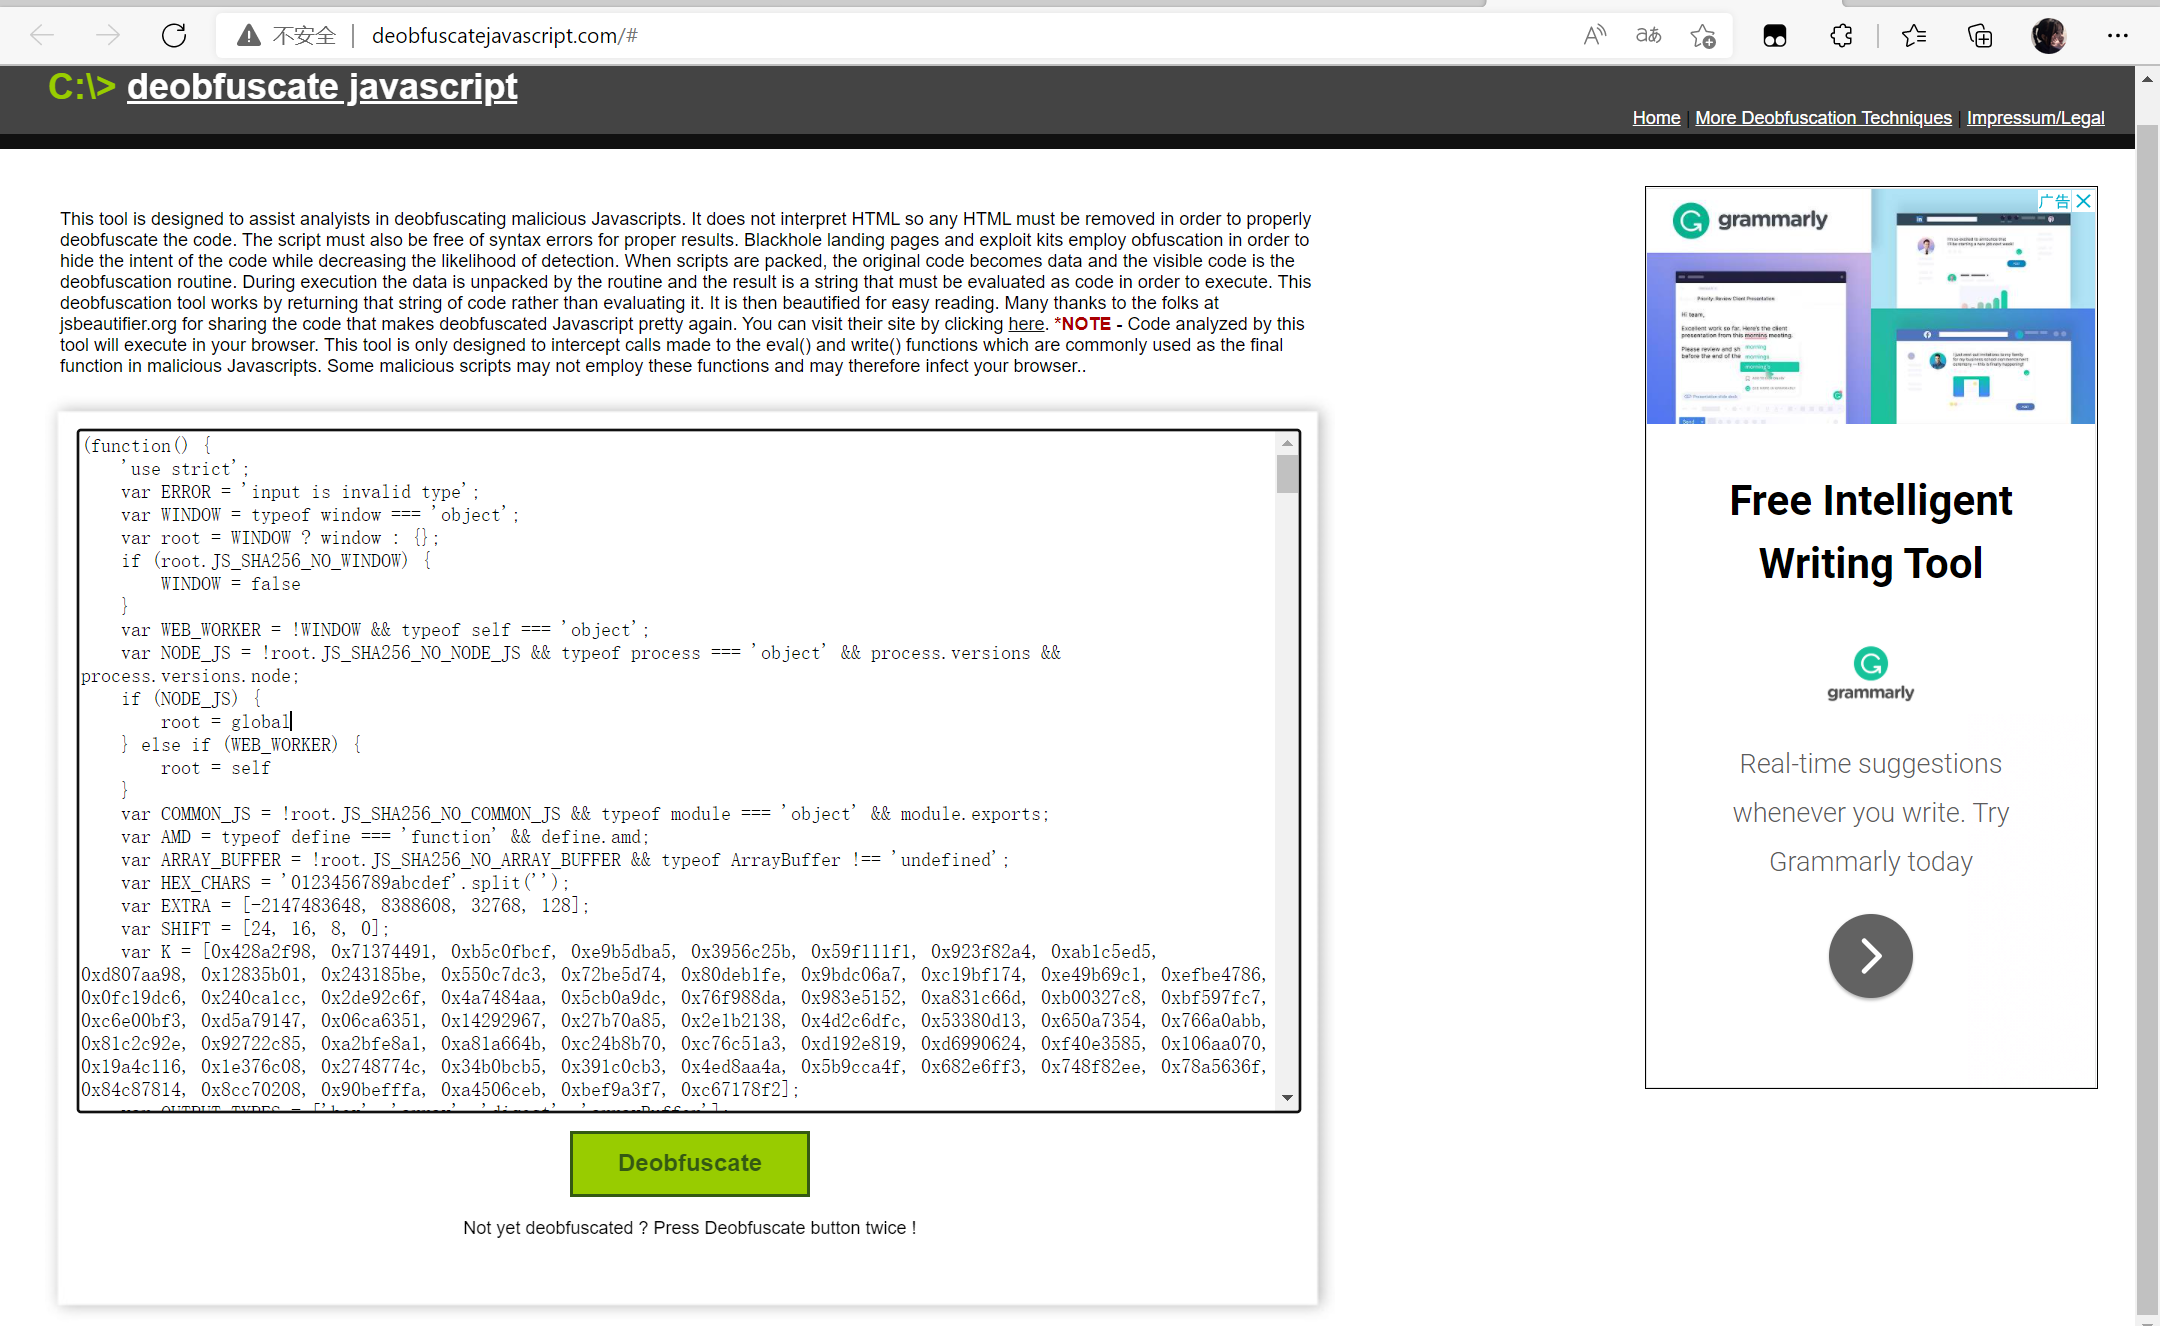 不安全 | deobfuscatejavascript.com/#
C:\> deobfuscate javascript
Home | More Deobfuscation Techniques | Impressum/Legal
This tool is designed to assist analyists in deobfuscating malicious Javascripts. It does not interpret HTML so any HTML must be removed in order to properly
deobfuscate the code. The script must also be free of syntax errors for proper results. Blackhole landing pages and exploit kits employ obfuscation in order to
hide the intent of the code while decreasing the likelihood of detection. When scripts are packed, the original code becomes data and the visible code is the
deobfuscation routine. During execution the data is unpacked by the routine and the result is a string that must be evaluated as code in order to execute. This
deobfuscation tool works by returning that string of code rather than evaluating it. It is then beautified for easy reading. Many thanks to the folks at
jsbeautifier.org for sharing the code that makes deobfuscated Javascript pretty again. You can visit their site by clicking here. *NOTE - Code analyzed by this
tool will execute in your browser. This tool is only designed to intercept calls made to the eval() and write() functions which are commonly used as the final
function in malicious Javascripts. Some malicious scripts may not employ these functions and may therefore infect your browser..
(function() {
    'use strict';
    var ERROR = 'input is invalid type';
    var WINDOW = typeof window === 'object';
    var root = WINDOW ? window : {};
    if (root.JS_SHA256_NO_WINDOW) {
        WINDOW = false
    }
    var WEB_WORKER = !WINDOW && typeof self === 'object';
    var NODE_JS = !root.JS_SHA256_NO_NODE_JS && typeof process === 'object' && process.versions &&
process.versions.node;
    if (NODE_JS) {
        root = global
    } else if (WEB_WORKER) {
        root = self
    }
    var COMMON_JS = !root.JS_SHA256_NO_COMMON_JS && typeof module === 'object' && module.exports;
    var AMD = typeof define === 'function' && define.amd;
    var ARRAY_BUFFER = !root.JS_SHA256_NO_ARRAY_BUFFER && typeof ArrayBuffer !== 'undefined';
    var HEX_CHARS = '0123456789abcdef'.split('');
    var EXTRA = [-2147483648, 8388608, 32768, 128];
    var SHIFT = [24, 16, 8, 0];
    var K = [0x428a2f98, 0x71374491, 0xb5c0fbcf, 0xe9b5dba5, 0x3956c25b, 0x59f111f1, 0x923f82a4, 0xab1c5ed5,
0xd807aa98, 0x12835b01, 0x243185be, 0x550c7dc3, 0x72be5d74, 0x80deb1fe, 0x9bdc06a7, 0xc19bf174, 0xe49b69c1, 0xefbe4786,
0x0fc19dc6, 0x240ca1cc, 0x2de92c6f, 0x4a7484aa, 0x5cb0a9dc, 0x76f988da, 0x983e5152, 0xa831c66d, 0xb00327c8, 0xbf597fc7,
0xc6e00bf3, 0xd5a79147, 0x06ca6351, 0x14292967, 0x27b70a85, 0x2e1b2138, 0x4d2c6dfc, 0x53380d13, 0x650a7354, 0x766a0abb,
0x81c2c92e, 0x92722c85, 0xa2bfe8a1, 0xa81a664b, 0xc24b8b70, 0xc76c51a3, 0xd192e819, 0xd6990624, 0xf40e3585, 0x106aa070,
0x19a4c116, 0x1e376c08, 0x2748774c, 0x34b0bcb5, 0x391c0cb3, 0x4ed8aa4a, 0x5b9cca4f, 0x682e6ff3, 0x748f82ee, 0x78a5636f,
0x84c87814, 0x8cc70208, 0x90befffa, 0xa4506ceb, 0xbef9a3f7, 0xc67178f2];
Deobfuscate
Not yet deobfuscated ? Press Deobfuscate button twice !
广告
grammarly
Free Intelligent
Writing Tool
grammarly
Real-time suggestions
whenever you write. Try
Grammarly today